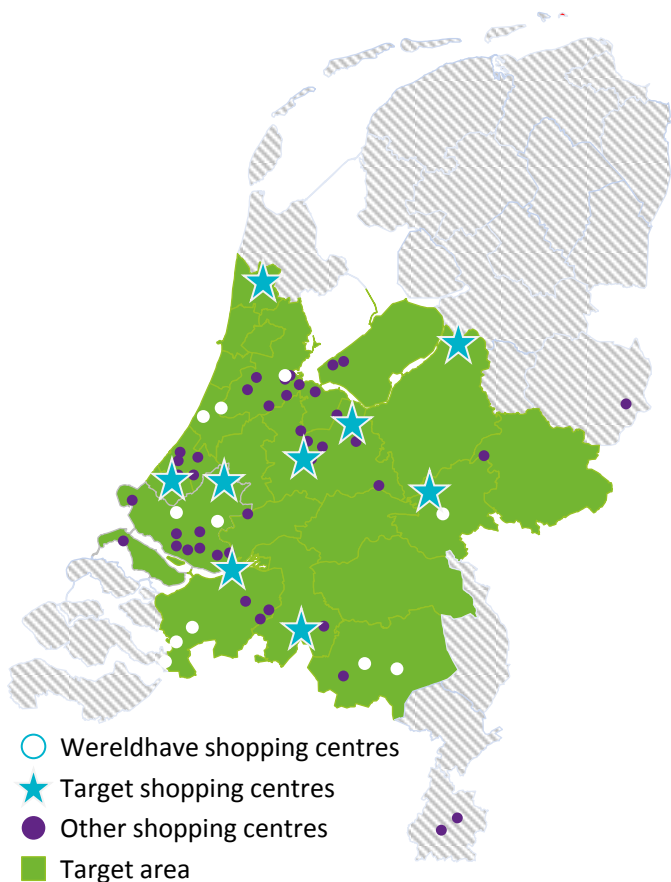 Wereldhave shopping centres
Target shopping centres
Other shopping centres
Target area